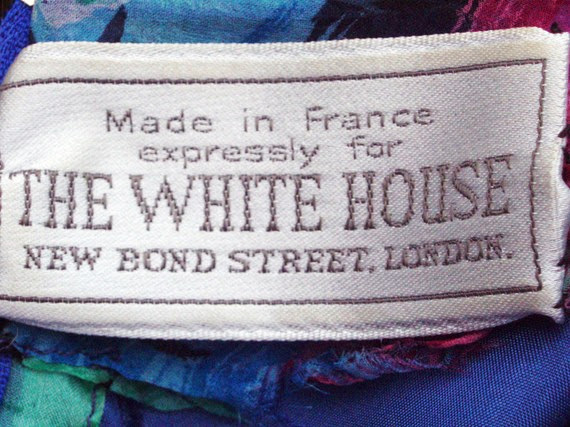 Made in France
expressly for
THE WHITE HOUSE
NEW BOND STREET. LONDON.